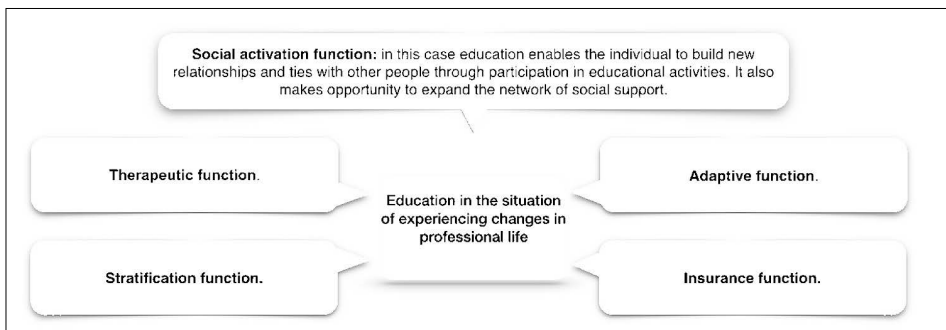 Social activation function: in this case education enables the individual to build new
relationships and ties with other people through participation in educational activities. It also
makes opportunity to expand the network of social support.
Therapeutic function.
Adaptive function.
Education in the situation
of experiencing changes in
professional life
Stratification function.
Insurance function.